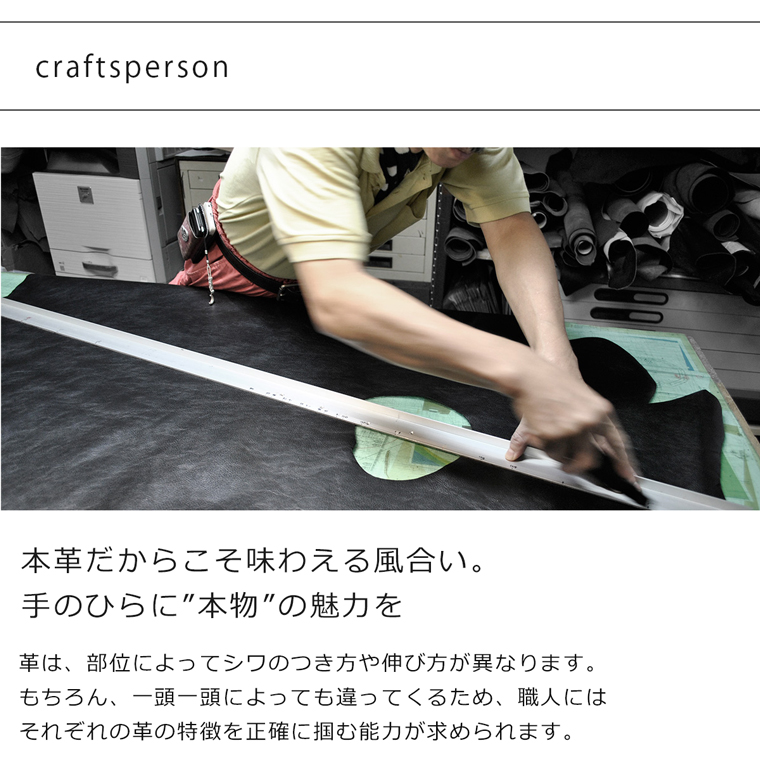 craftsperson
本革だからこそ味わえる風合い。
手のひらに”本物”の魅力を
革は、部位によってシワのつき方や伸び方が異なります。
もちろん、一頭一頭によっても違ってくるため、職人には
それぞれの革の特徴を正確に掴む能力が求められます。